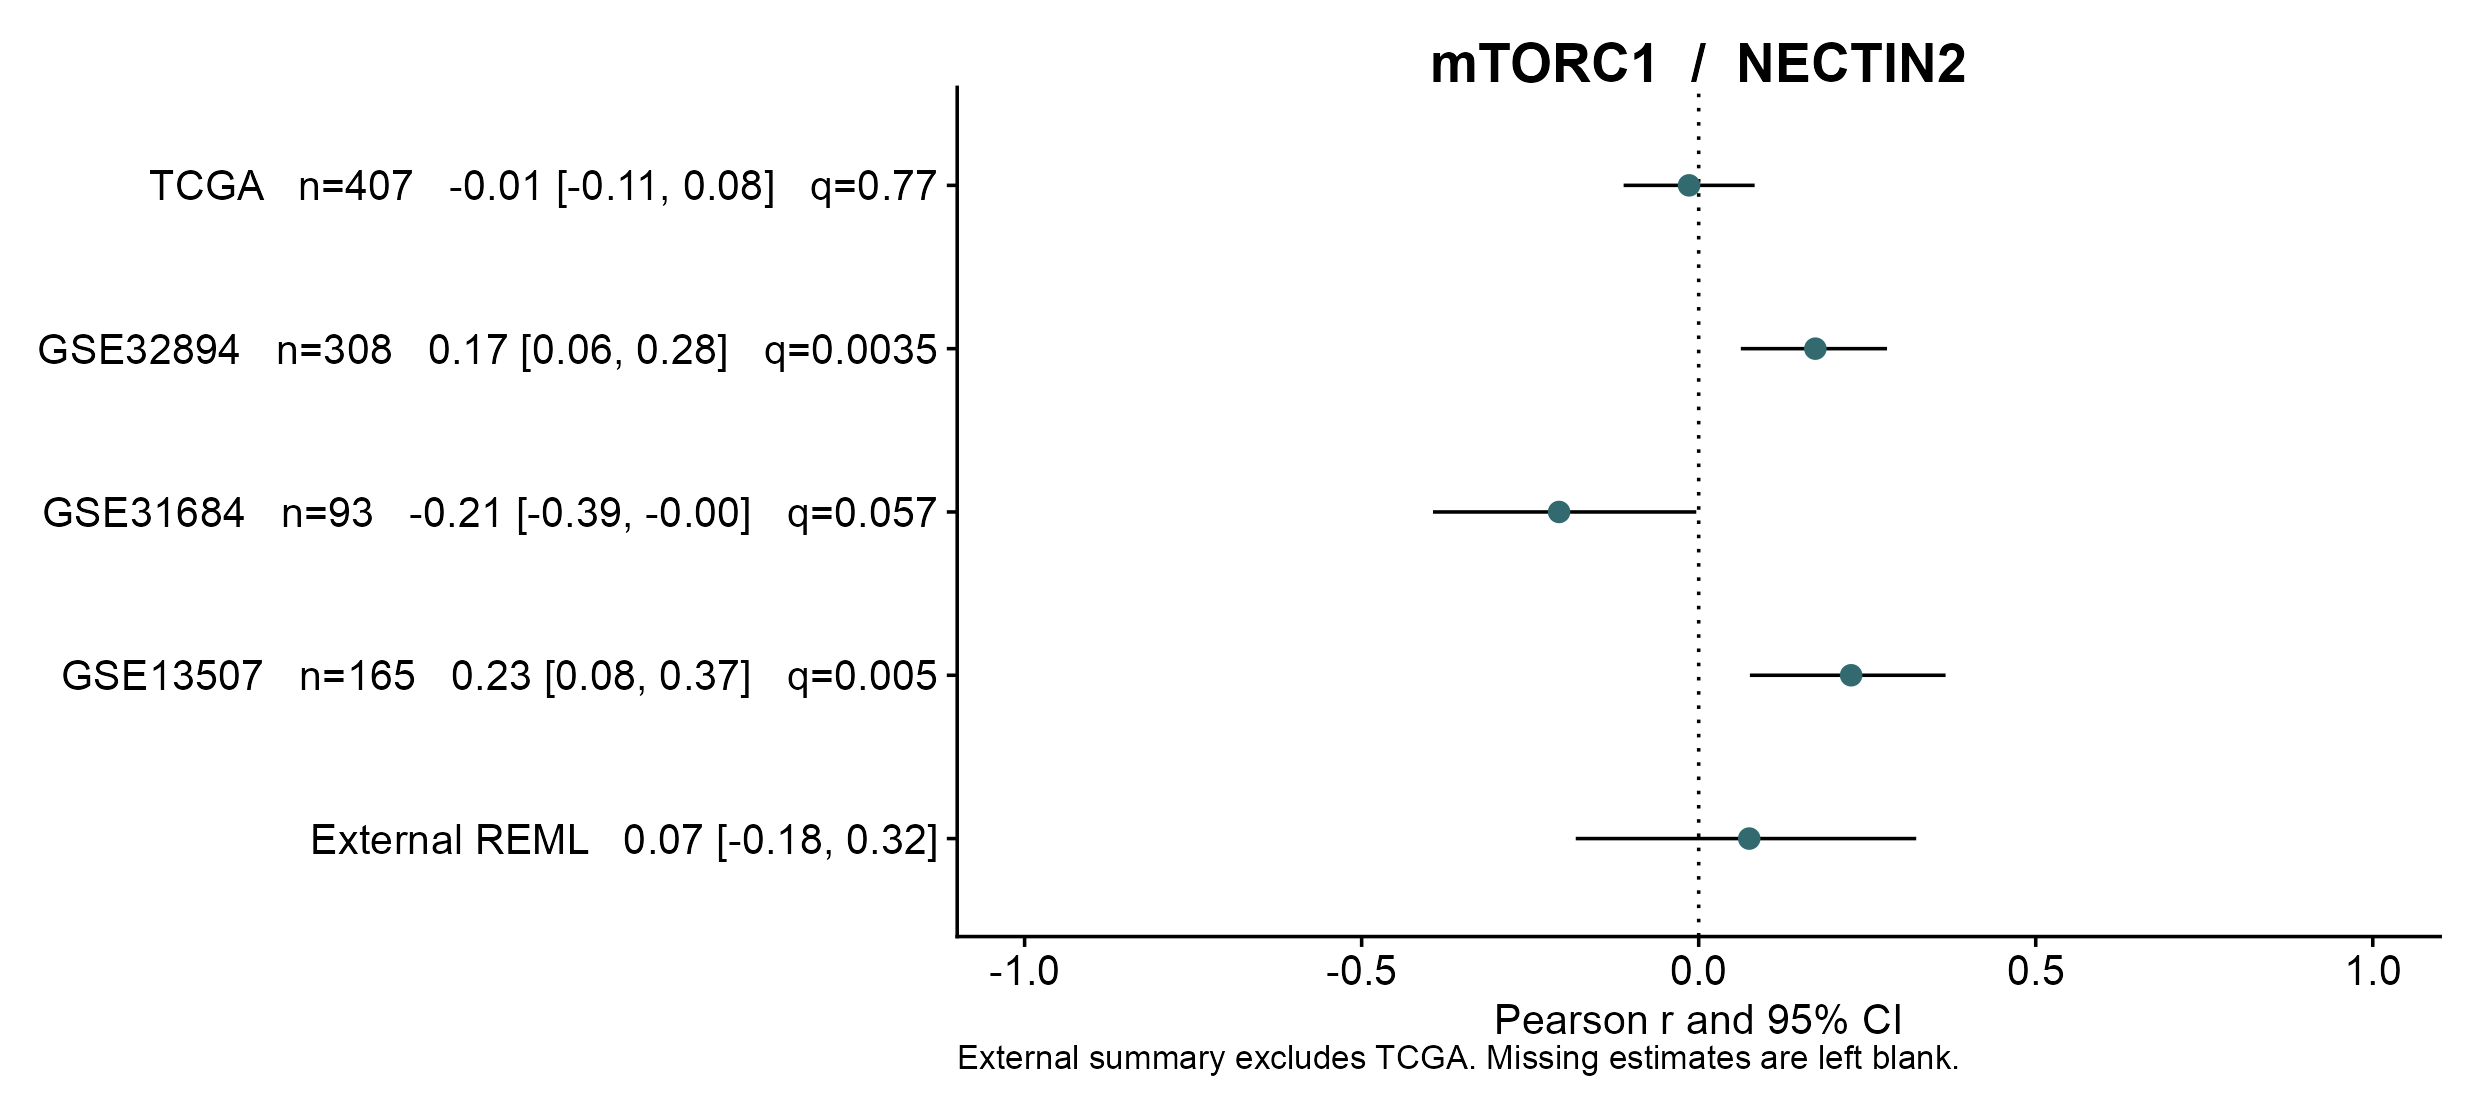 mTORC1 / NECTIN2
TCGA n=407 -0.01 [-0.11, 0.08] q=0.77
GSE32894 n=308 0.17 [0.06, 0.28] q=0.0035
GSE31684 n=93 -0.21 [-0.39, -0.00] q=0.057
GSE13507 n=165 0.23 [0.08, 0.37] q=0.005
External REML 0.07 [-0.18, 0.32]
-1.0 -0.5 0.0 0.5 1.0
Pearson r and 95% CI
External summary excludes TCGA. Missing estimates are left blank.